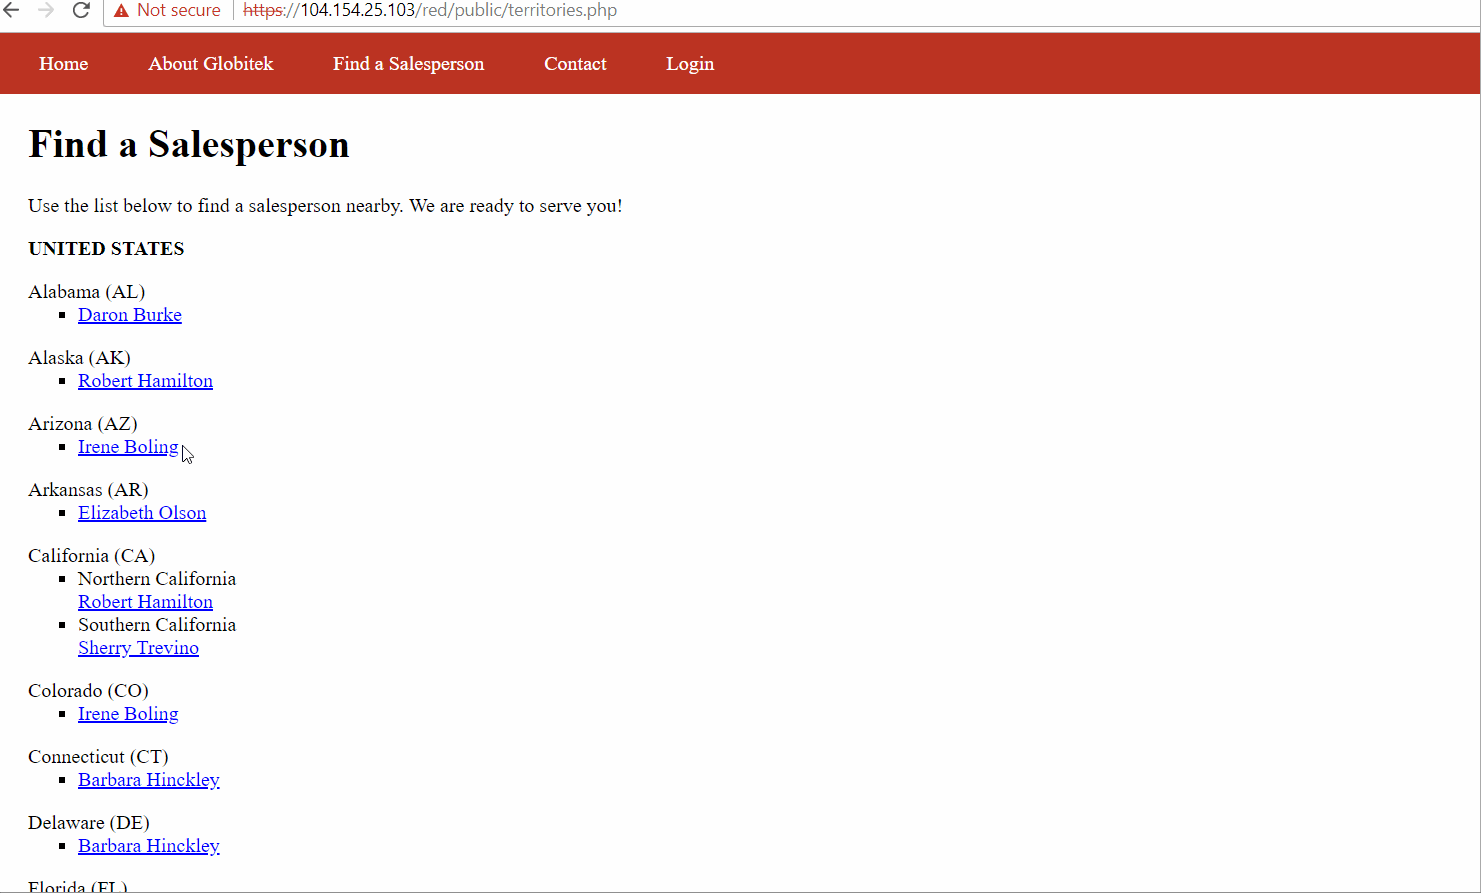 Not secure https://104.154.25.103/red/public/territories.php
Home About Globitek Find a Salesperson Contact Login
Find a Salesperson
Use the list below to find a salesperson nearby. We are ready to serve you!
UNITED STATES
Alabama (AL)
Daron Burke
Alaska (AK)
Robert Hamilton
Arizona (AZ)
Irene Boling
Arkansas (AR)
Elizabeth Olson
California (CA)
Northern California
Robert Hamilton
Southern California
Sherry Trevino
Colorado (CO)
Irene Boling
Connecticut (CT)
Barbara Hinckley
Delaware (DE)
Barbara Hinckley
Florida (FL)